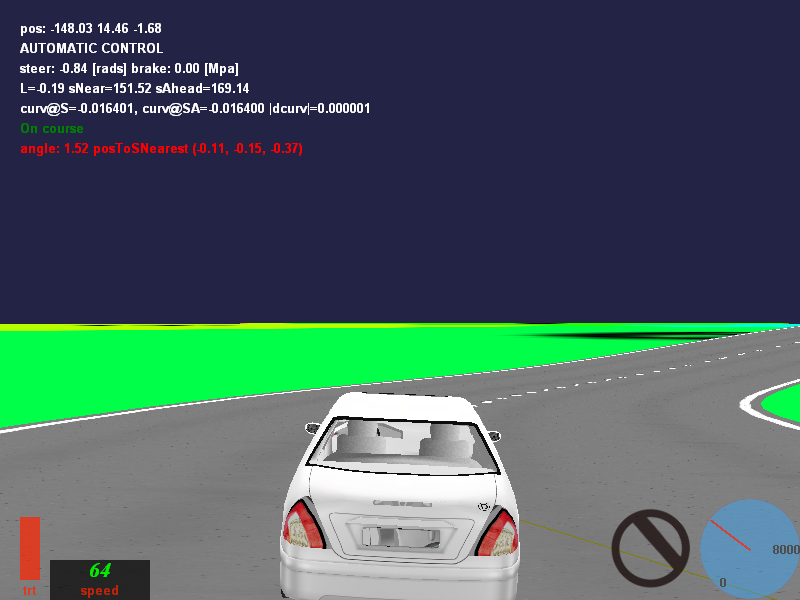 pos: -148.03 14.46 -1.68
AUTOMATIC CONTROL
steer: -0.84 [rads] brake: 0.00 [Mpa]
L=-0.19 sNear=151.52 sAhead=169.14
curv@S=-0.016401, curv@SA=-0.016400 |dcurv|=0.000001
On course
angle: 1.52 posToSNearest (-0.11, -0.15, -0.37)
8000
64
0
trt
speed